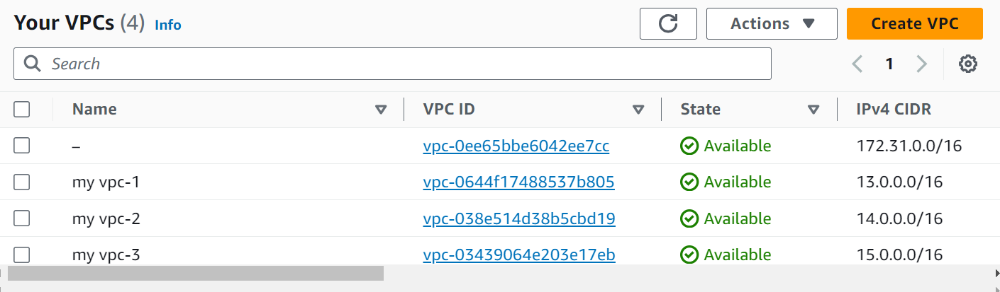 Your VPCs (4) Info
Actions
Create VPC
Search
1
Name VPC ID State IPv4 CIDR
– vpc-0ee65bbe6042ee7cc Available 172.31.0.0/16
my vpc-1 vpc-0644f17488537b805 Available 13.0.0.0/16
my vpc-2 vpc-038e514d38b5cbd19 Available 14.0.0.0/16
my vpc-3 vpc-03439064e203e17eb Available 15.0.0.0/16